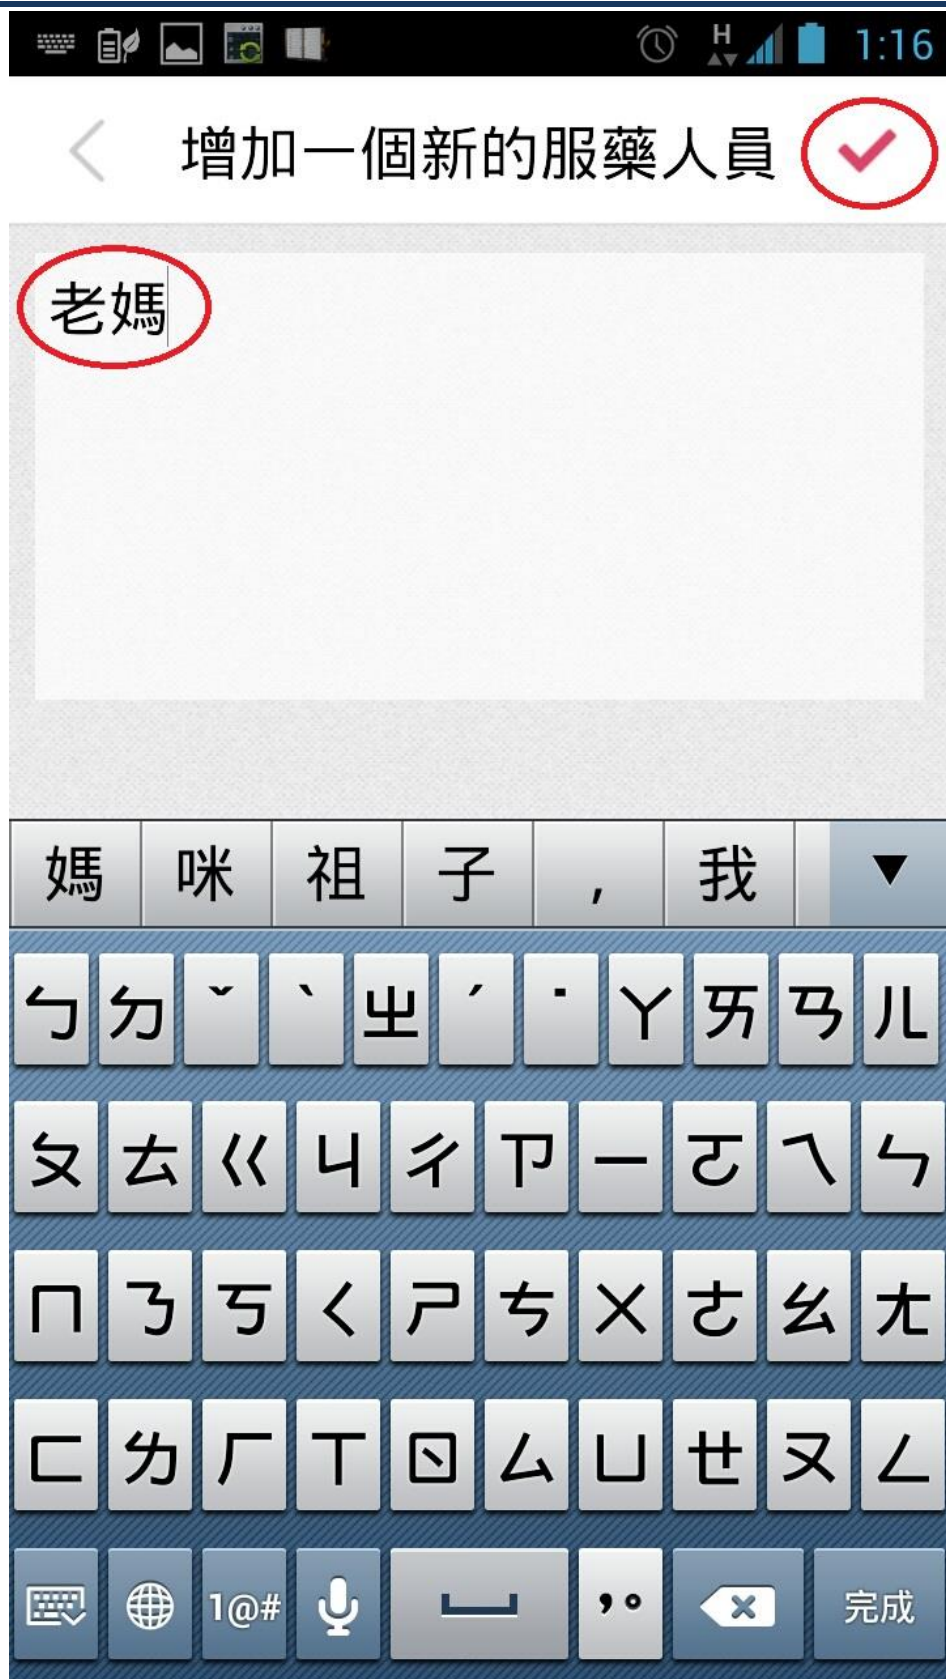 H
1:16
增加一個新的服藥人員
老媽
媽 咪 祖 子 , 我
ㄅ ㄉ ˇ ˋ ㄓ ˊ ˙ ㄚ ㄞ ㄢ ㄦ
ㄆ ㄊ ㄍ ㄐ ㄔ ㄗ ㄧ ㄛ ㄟ ㄣ
ㄇ ㄋ ㄎ ㄑ ㄕ ㄘ ㄨ ㄜ ㄠ ㄤ
ㄈ ㄌ ㄏ ㄒ ㄖ ㄙ ㄩ ㄝ ㄡ ㄥ
1@# ,。 完成